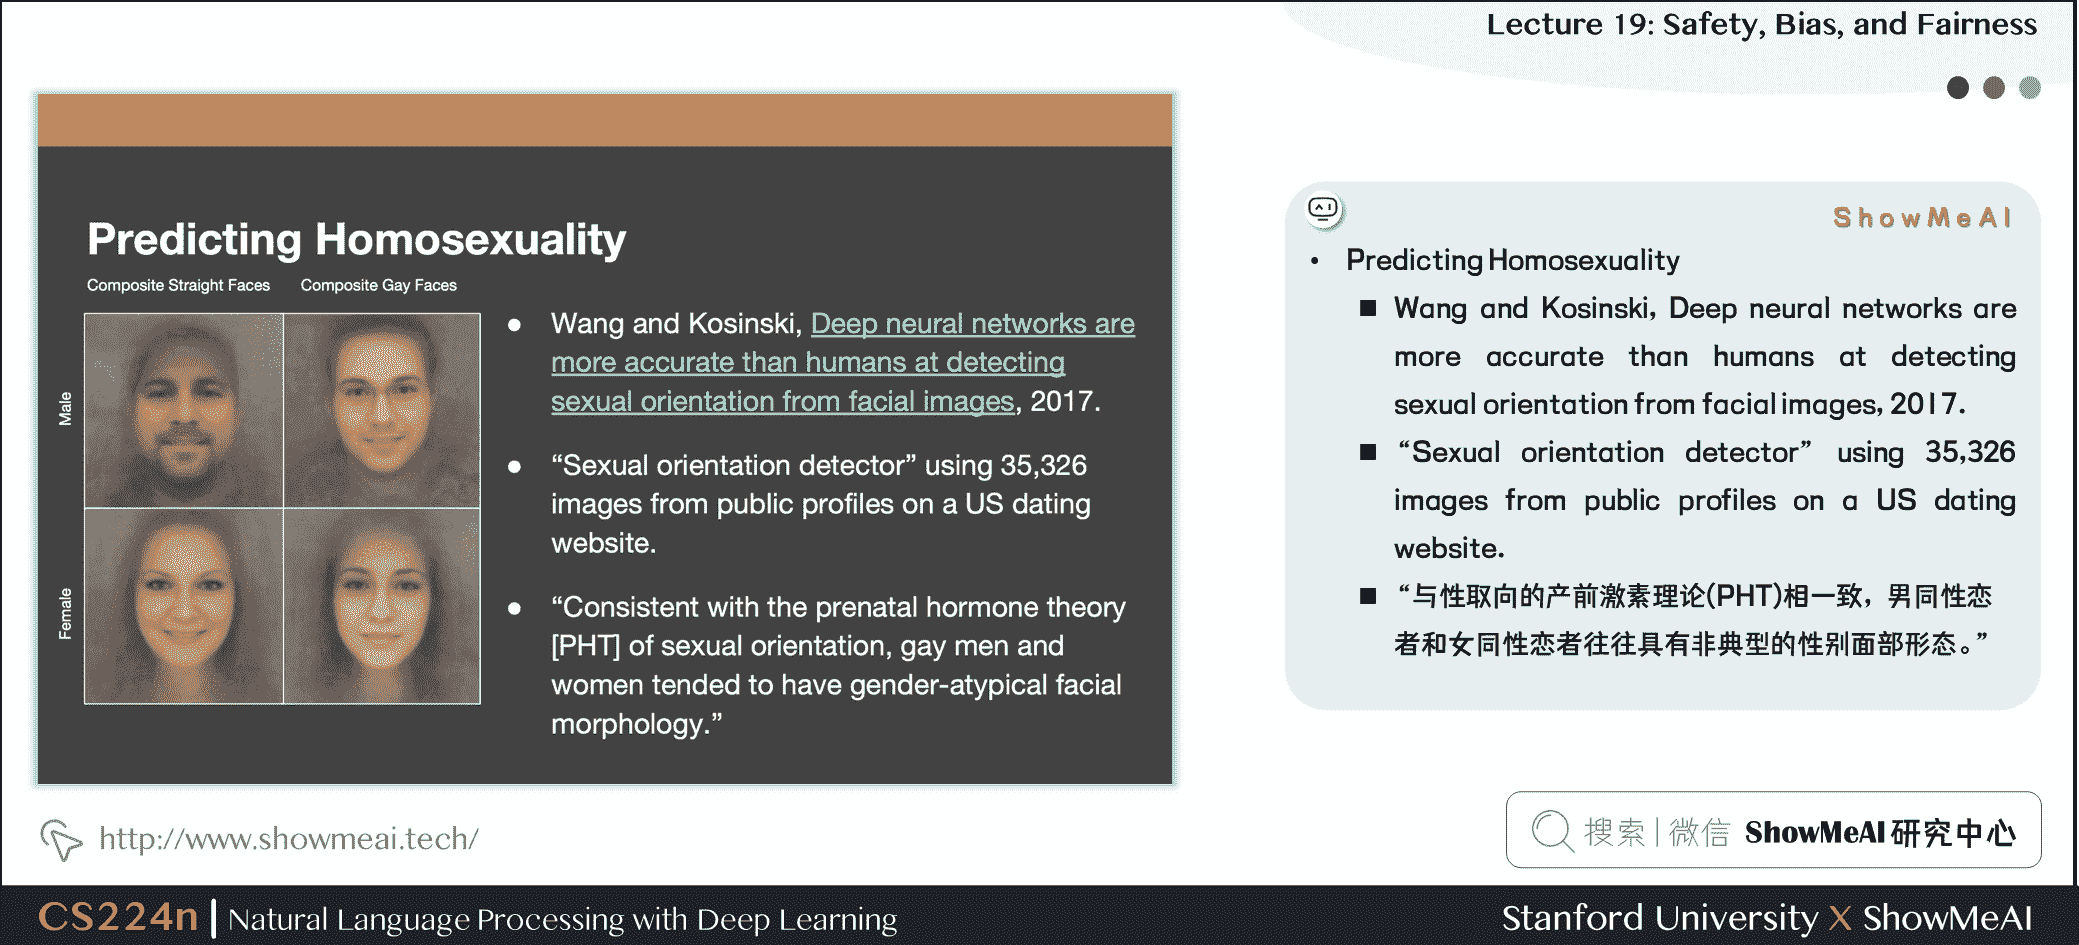 Lecture 19: Safety, Bias, and Fairness
Predicting Homosexuality
Composite Straight Faces
Composite Gay Faces
Male
Female
● Wang and Kosinski, Deep neural networks are
more accurate than humans at detecting
sexual orientation from facial images, 2017.
● “Sexual orientation detector” using 35,326
images from public profiles on a US dating
website.
● “Consistent with the prenatal hormone theory
[PHT] of sexual orientation, gay men and
women tended to have gender-atypical facial
morphology.”
ShowMeAI
• Predicting Homosexuality
■ Wang and Kosinski, Deep neural networks are
more accurate than humans at detecting
sexual orientation from facial images, 2017.
■ “Sexual orientation detector” using 35,326
images from public profiles on a US dating
website.
■ “与性取向的产前激素理论(PHT)相一致，男同性恋
者和女同性恋者往往具有非典型的性别面部形态。”
http://www.showmeai.tech/
搜索|微信 ShowMeAI研究中心
CS224n | Natural Language Processing with Deep Learning
Stanford University X ShowMeAI